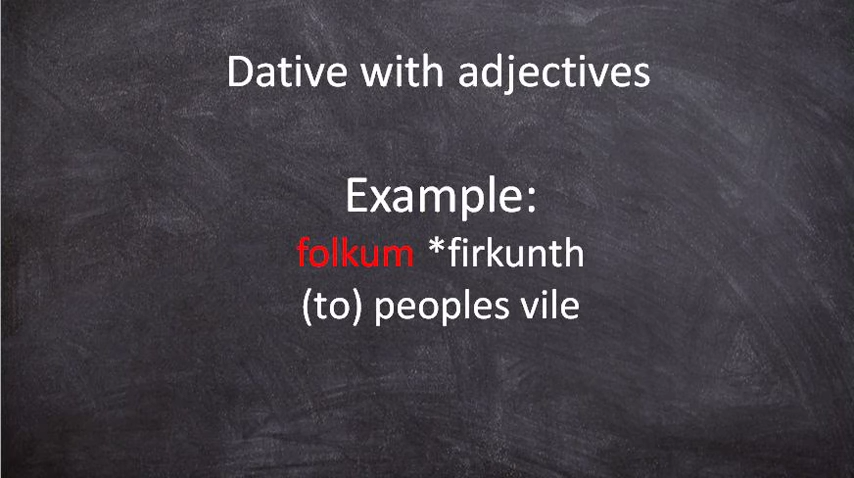 Dative with adjectives
Example:
folkum *firkunth
(to) peoples vile